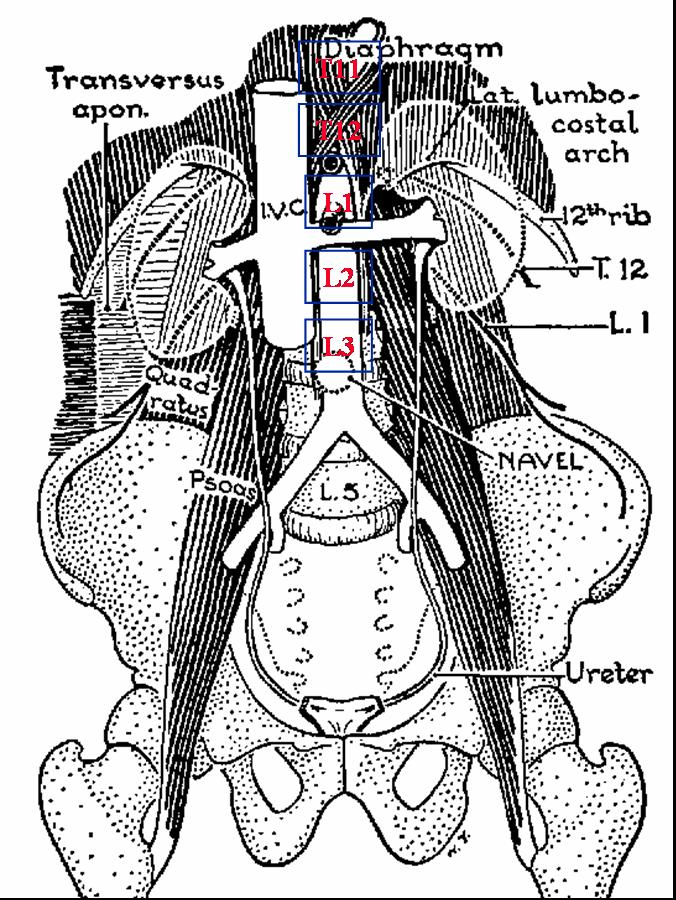 Diaphragm
T11
Transversus
apon.
Lat. lumbo-
costal
arch
T12
I.V.C.
L1
12th rib
T. 12
L2
L. 1
L3
Quad-
ratus
NAVEL
Psoas
L. 5
Ureter